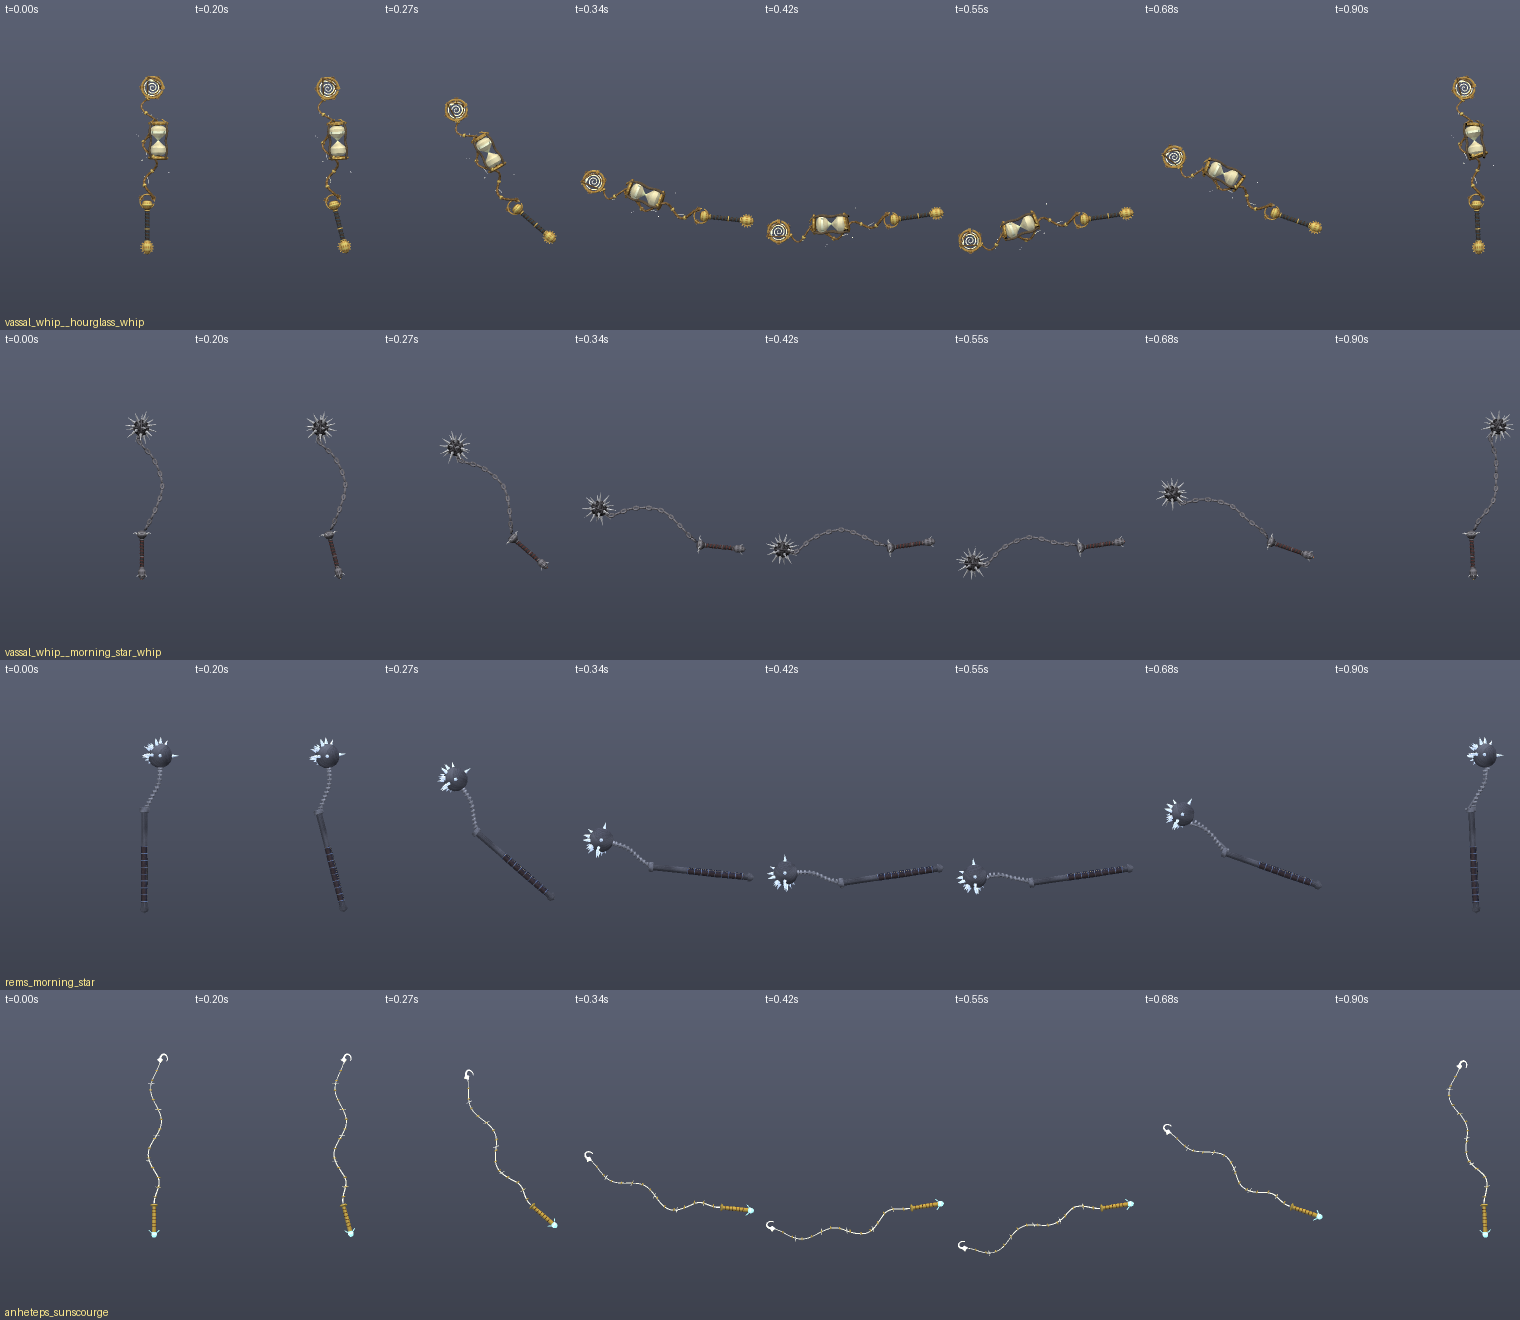 t=0.00s t=0.20s t=0.27s t=0.34s t=0.42s t=0.55s t=0.68s t=0.90s
vassal_whip__hourglass_whip
t=0.00s t=0.20s t=0.27s t=0.34s t=0.42s t=0.55s t=0.68s t=0.90s
vassal_whip__morning_star_whip
t=0.00s t=0.20s t=0.27s t=0.34s t=0.42s t=0.55s t=0.68s t=0.90s
rems_morning_star
t=0.00s t=0.20s t=0.27s t=0.34s t=0.42s t=0.55s t=0.68s t=0.90s
anheteps_sunscourge